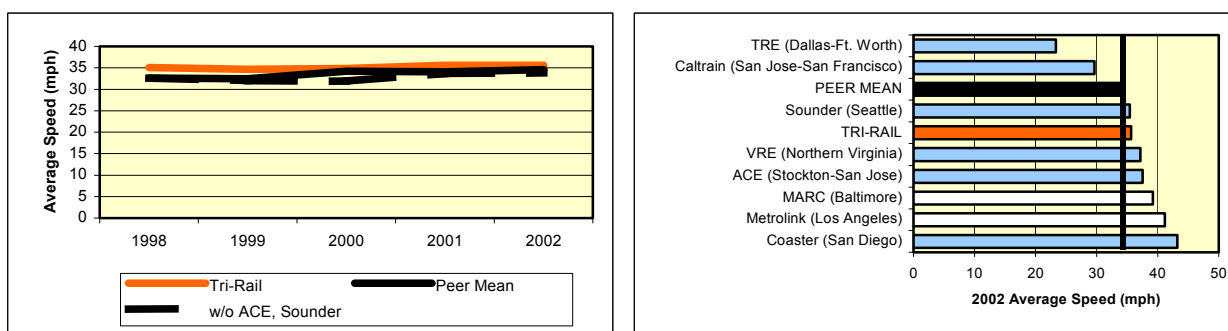 Average Speed (mph)
40
35
30
25
20
15
10
5
0
1998 1999 2000 2001 2002
Tri-Rail Peer Mean
w/o ACE, Sounder
TRE (Dallas-Ft. Worth)
Caltrain (San Jose-San Francisco)
PEER MEAN
Sounder (Seattle)
TRI-RAIL
VRE (Northern Virginia)
ACE (Stockton-San Jose)
MARC (Baltimore)
Metrolink (Los Angeles)
Coaster (San Diego)
0 10 20 30 40 50
2002 Average Speed (mph)